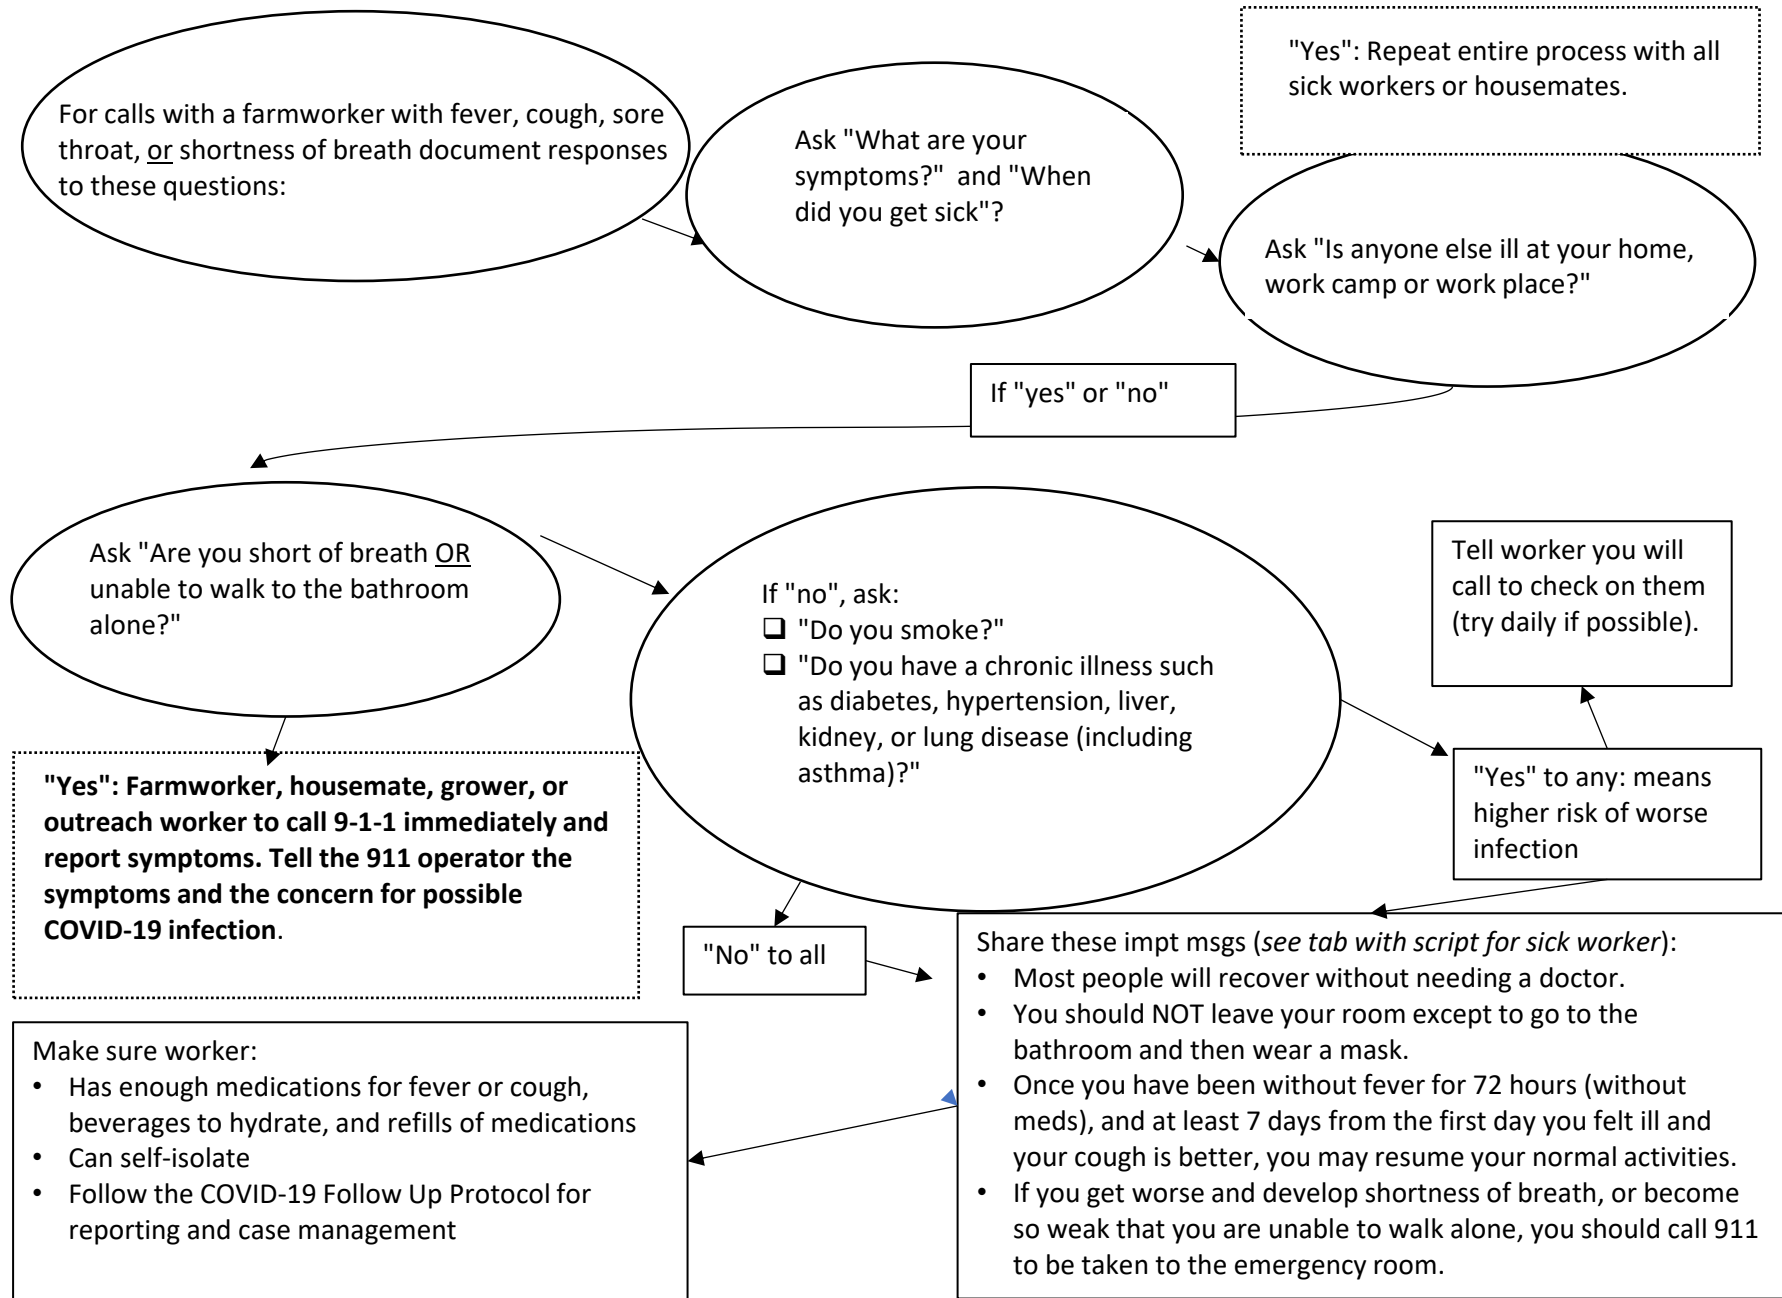 For calls with a farmworker with fever, cough, sore
throat, or shortness of breath document responses
to these questions:
Ask "What are your
symptoms?"  and "When
did you get sick"?
"Yes": Repeat entire process with all
sick workers or housemates.
Ask "Is anyone else ill at your home,
work camp or work place?"
If "yes" or "no"
Ask "Are you short of breath OR
unable to walk to the bathroom
alone?"
"Yes": Farmworker, housemate, grower, or
outreach worker to call 9-1-1 immediately and
report symptoms. Tell the 911 operator the
symptoms and the concern for possible
COVID-19 infection.
If "no", ask:
❑ "Do you smoke?"
❑ "Do you have a chronic illness such
as diabetes, hypertension, liver,
kidney, or lung disease (including
asthma)?"
Tell worker you will
call to check on them
(try daily if possible).
"Yes" to any: means
higher risk of worse
infection
"No" to all
Share these impt msgs (see tab with script for sick worker):
• Most people will recover without needing a doctor.
• You should NOT leave your room except to go to the
bathroom and then wear a mask.
• Once you have been without fever for 72 hours (without
meds), and at least 7 days from the first day you felt ill and
your cough is better, you may resume your normal activities.
• If you get worse and develop shortness of breath, or become
so weak that you are unable to walk alone, you should call 911
to be taken to the emergency room.
Make sure worker:
• Has enough medications for fever or cough,
beverages to hydrate, and refills of medications
• Can self-isolate
• Follow the COVID-19 Follow Up Protocol for
reporting and case management